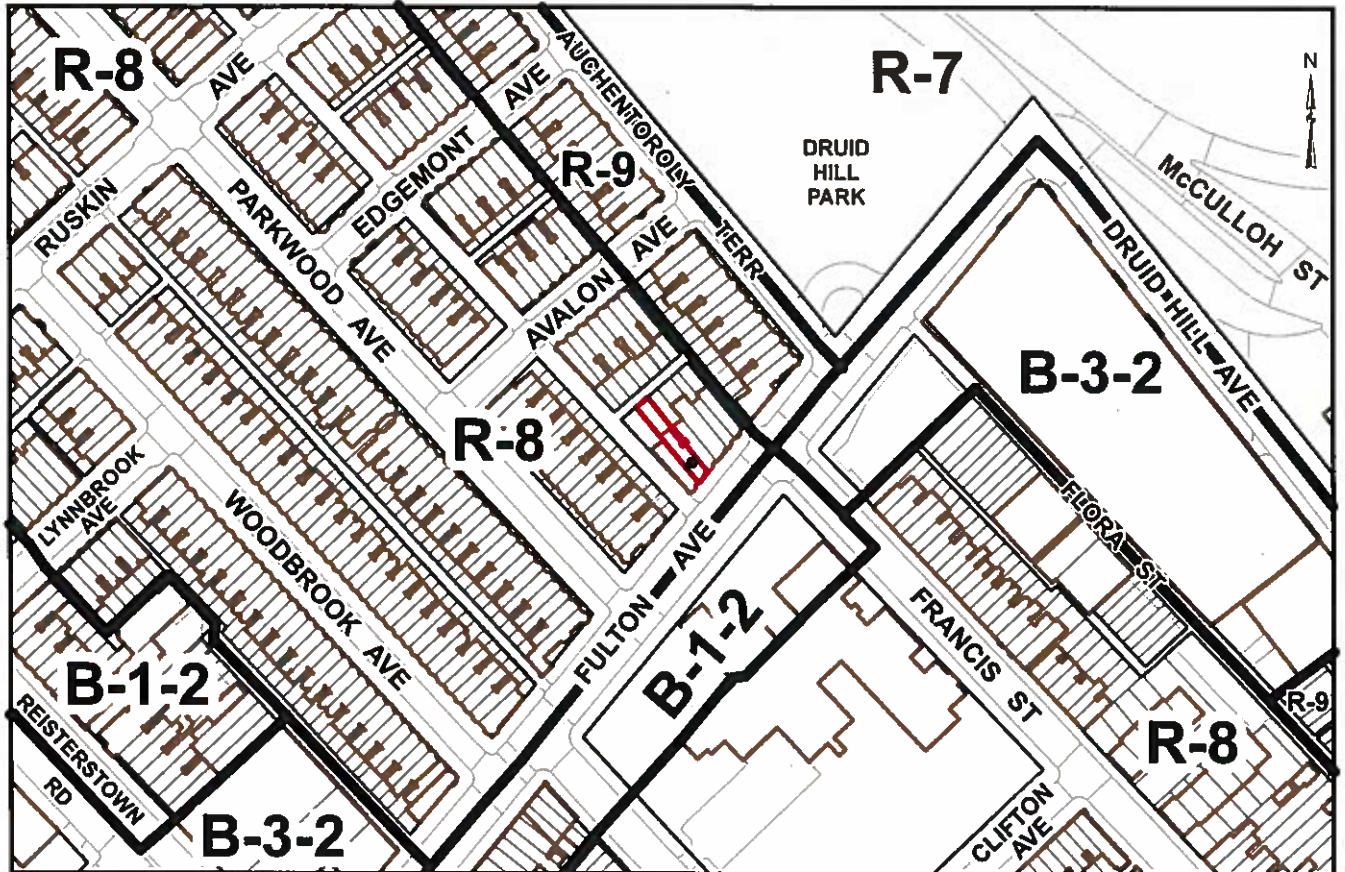 R-8
AVE
AVE
AUCHENTOROLY
TERR
R-7
N
DRUID
HILL
PARK
McCULLOH ST
RUSKIN
PARKWOOD AVE
EDGEMONT
R-9
AVE
AVALON
DRUID HILL AVE
B-3-2
R-8
LYNNBROOK
AVE
WOODBROOK AVE
FULTON AVE
FLORA ST
FRANCIS ST
B-1-2
B-1-2
REISTERSTOWN
RD
B-3-2
R-9
R-8
CLIFTON
AVE